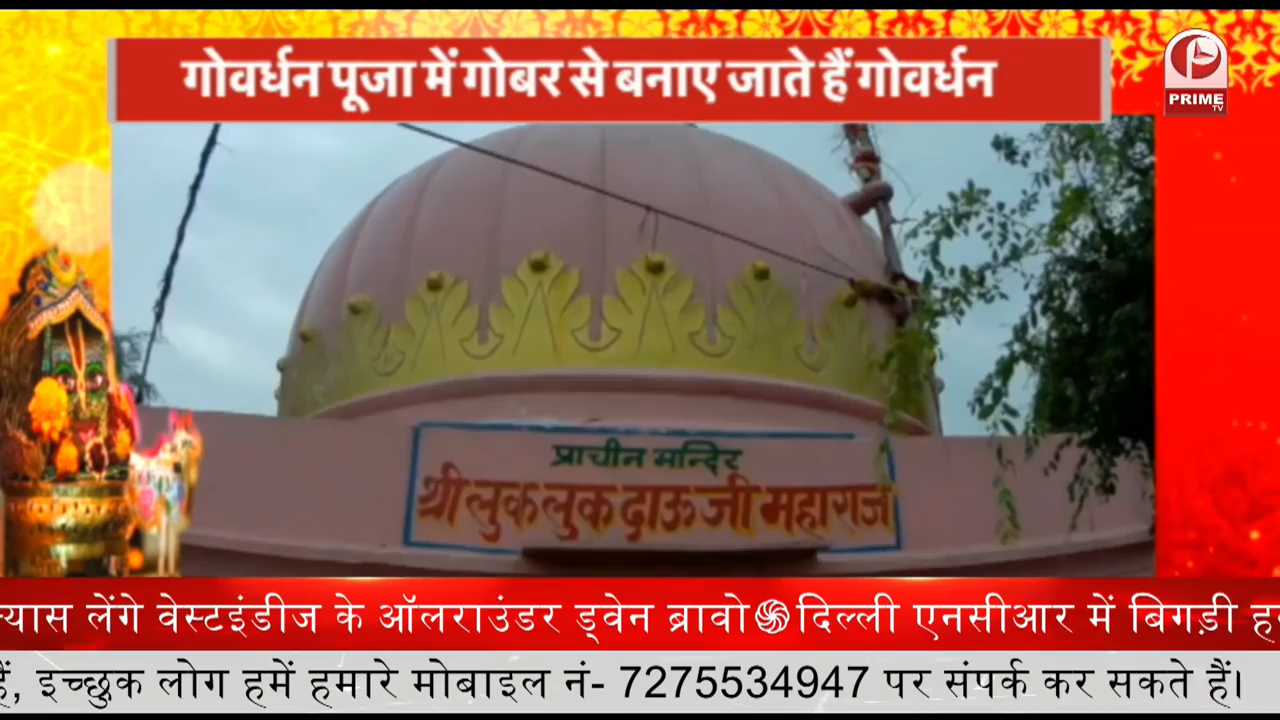 गोवर्धन पूजा में गोबर से बनाए जाते हैं गोवर्धन
PRIME
TV
प्राचीन मन्दिर
श्री लुक लुक दाऊ जी महाराज
लेंगे वेस्टइंडीज के ऑलराउंडर ड्वेन ब्रावो दिल्ली एनसीआर में बिगड़ी
इच्छुक लोग हमें हमारे मोबाइल नं- 7275534947 पर संपर्क कर सकते हैं।